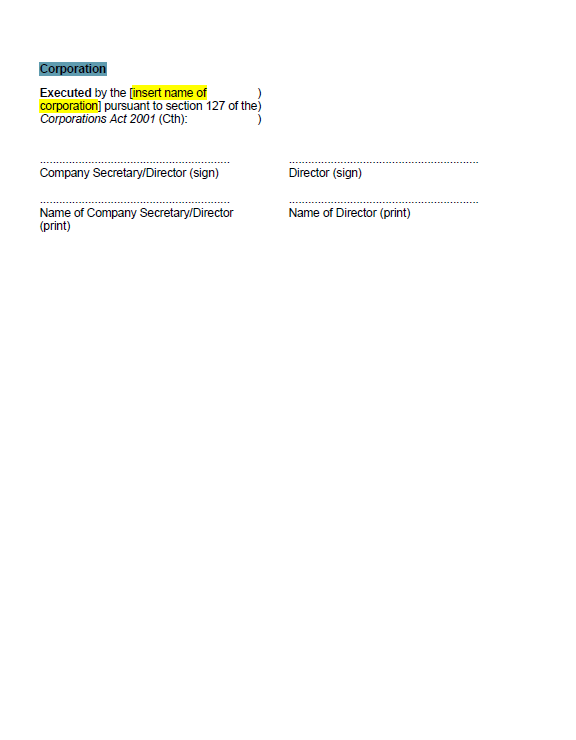 Corporation
Executed by the [insert name of )
corporation] pursuant to section 127 of the)
Corporations Act 2001 (Cth): )
............................................................ ............................................................
Company Secretary/Director (sign) Director (sign)
............................................................ ............................................................
Name of Company Secretary/Director Name of Director (print)
(print)